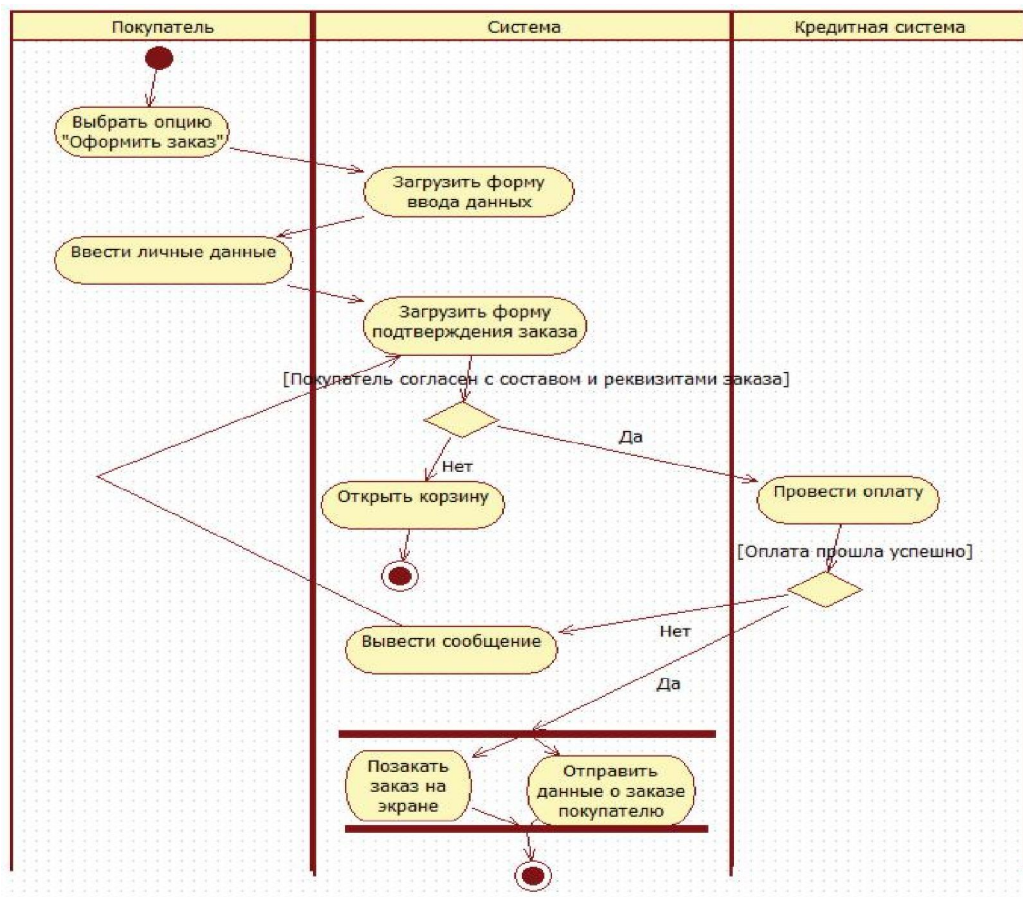 Покупатель
Система
Кредитная система
Выбрать опцию
"Оформить заказ"
Загрузить форму
ввода данных
Ввести личные данные
Загрузить форму
подтверждения заказа
[Покупатель согласен с составом и реквизитами заказа]
Да
Нет
Открыть корзину
Провести оплату
[Оплата прошла успешно]
Нет
Вывести сообщение
Да
Позакать
заказ на
экране
Отправить
данные о заказе
покупателю